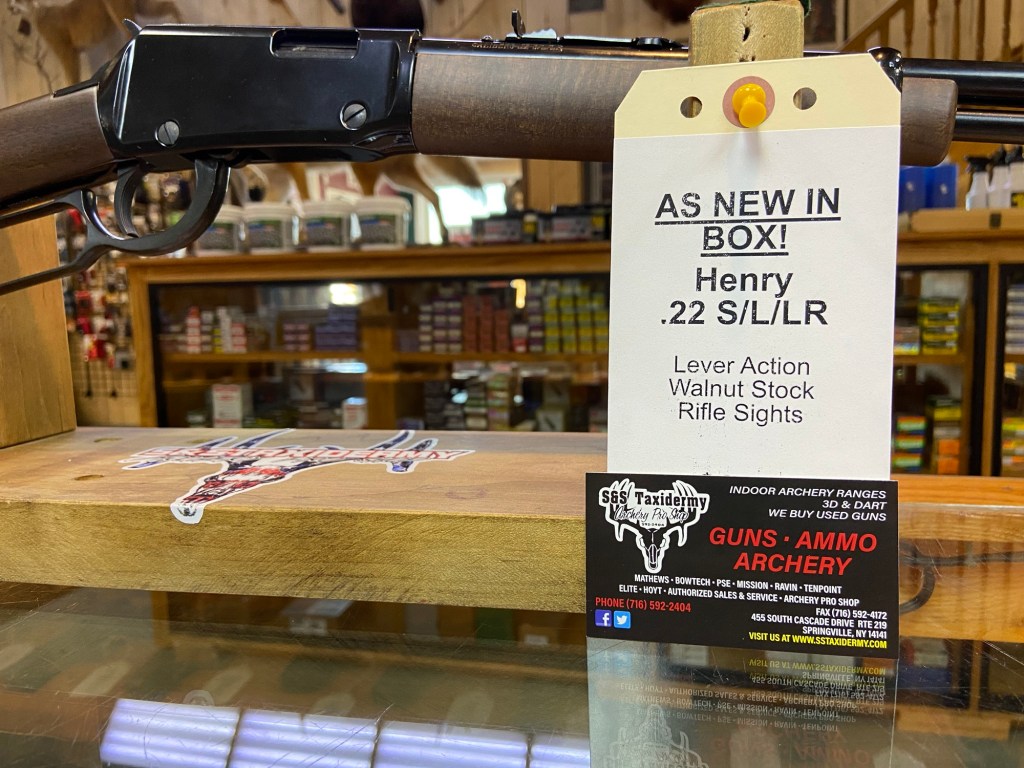 AS NEW IN
BOX!
Henry
.22 S/L/LR
Lever Action
Walnut Stock
Rifle Sights
S&S Taxidermy
Archery Pro Shop
INDOOR ARCHERY RANGES
3D & DART
WE BUY USED GUNS
GUNS · AMMO
ARCHERY
MATHEWS · BOWTECH · PSE · MISSION · RAVIN · TENPOINT
ELITE · HOYT · AUTHORIZED SALES & SERVICE · ARCHERY PRO SHOP
PHONE (716) 592-2404
FAX (716) 592-4172
455 SOUTH CASCADE DRIVE RTE 219
SPRINGVILLE, NY 14141
VISIT US AT WWW.SSTAXIDERMY.COM